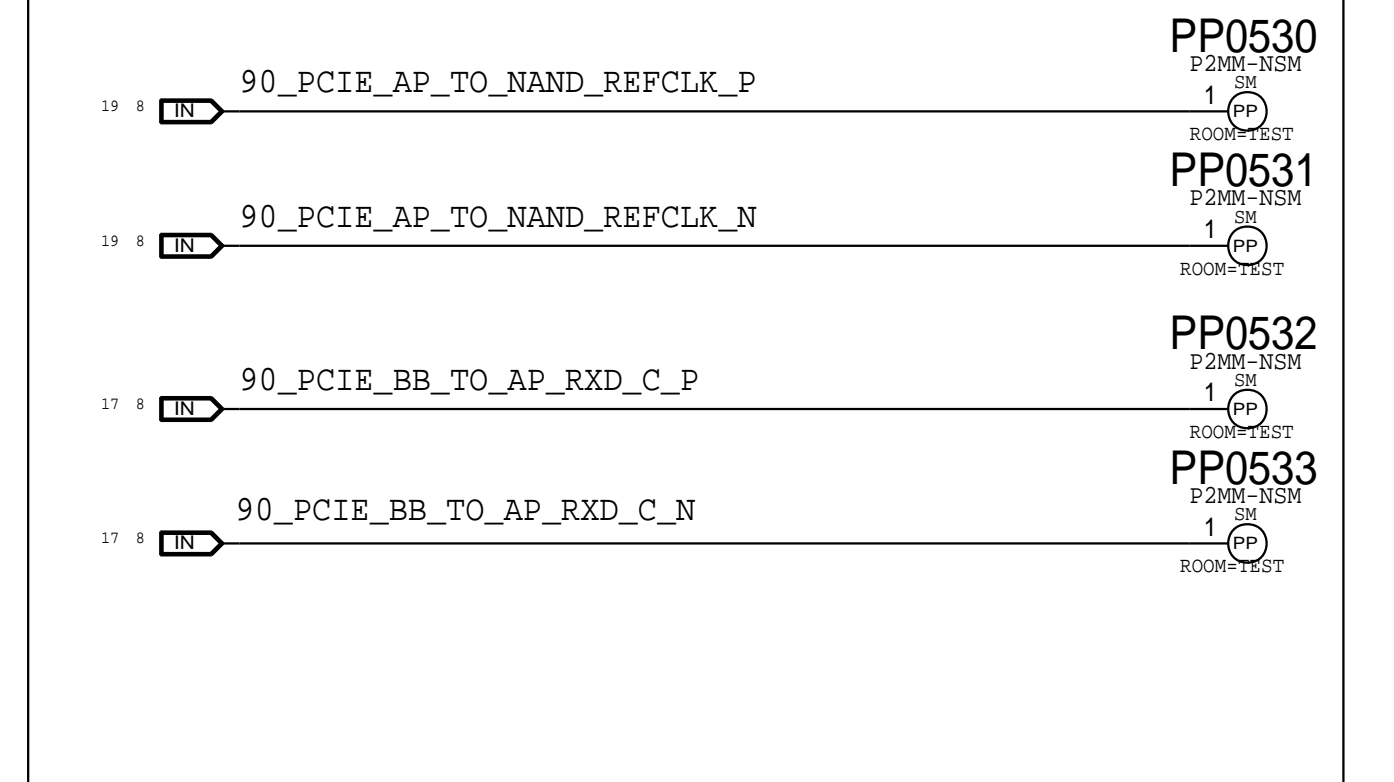 PP0530
P2MM-NSM
SM
90_PCIE_AP_TO_NAND_REFCLK_P
19 8 IN 1 PP
ROOM=TEST
PP0531
P2MM-NSM
SM
90_PCIE_AP_TO_NAND_REFCLK_N
19 8 IN 1 PP
ROOM=TEST
PP0532
P2MM-NSM
SM
90_PCIE_BB_TO_AP_RXD_C_P
17 8 IN 1 PP
ROOM=TEST
PP0533
P2MM-NSM
SM
90_PCIE_BB_TO_AP_RXD_C_N
17 8 IN 1 PP
ROOM=TEST